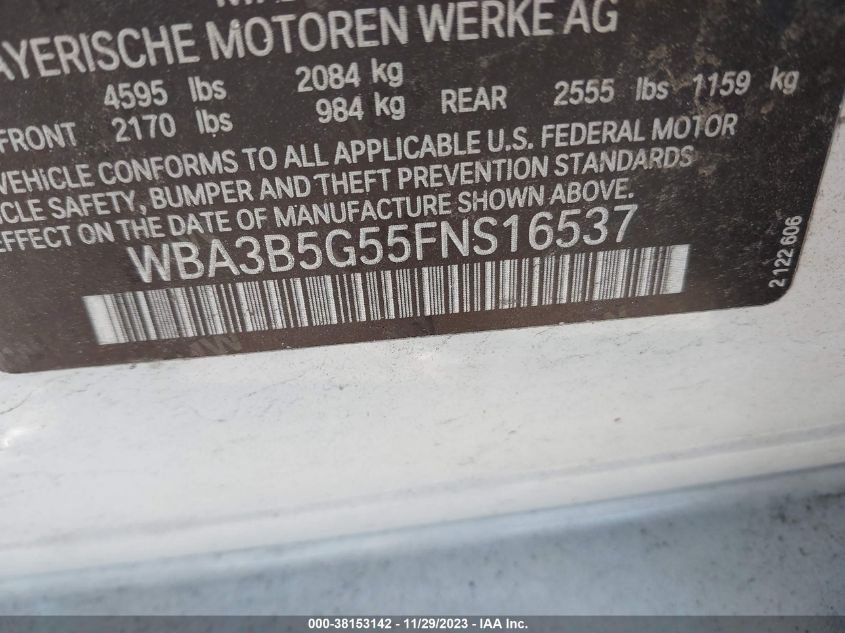 AYERISCHE MOTOREN WERKE AG
4595 lbs 2084 kg
FRONT 2170 lbs 984 kg REAR 2555 lbs 1159 kg
VEHICLE CONFORMS TO ALL APPLICABLE U.S. FEDERAL MOTOR
CLE SAFETY, BUMPER AND THEFT PREVENTION STANDARDS
EFFECT ON THE DATE OF MANUFACTURE SHOWN ABOVE.
WBA3B5G55FNS16537
2 122 606
000-38153142 - 11/29/2023 - IAA Inc.